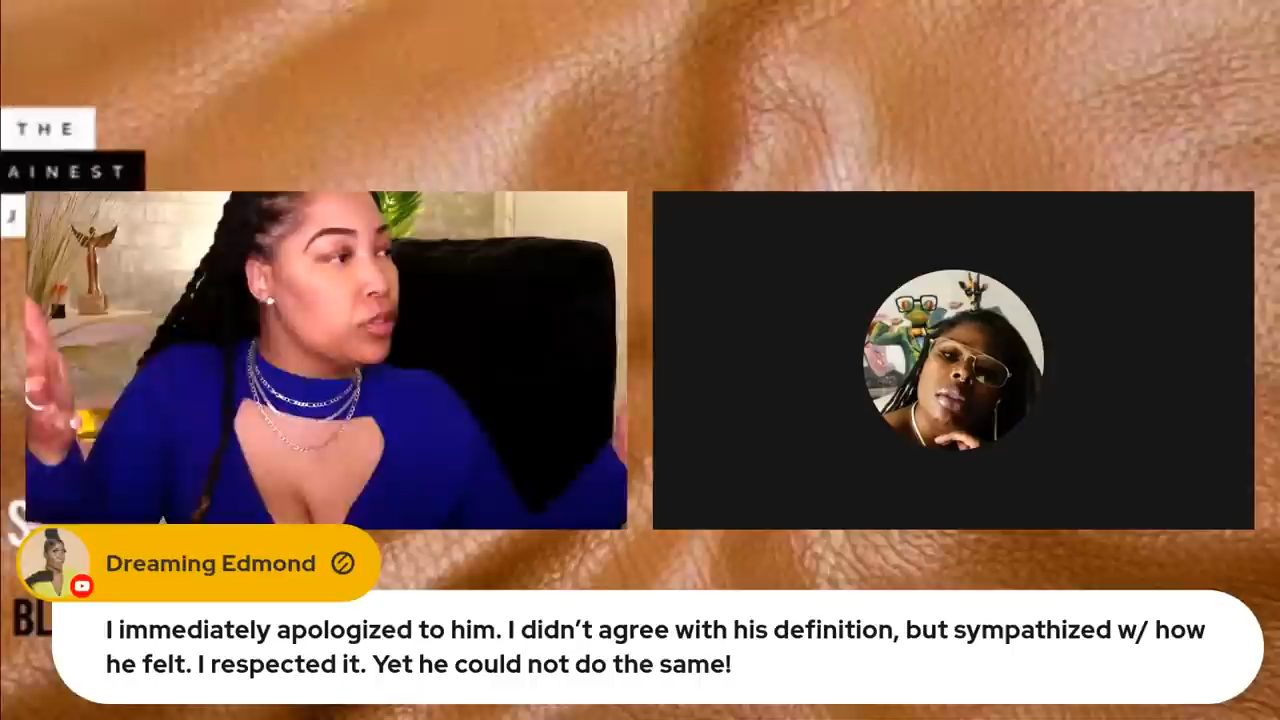 THE
AINEST
J
S
BL
Dreaming Edmond
I immediately apologized to him. I didn’t agree with his definition, but sympathized w/ how
he felt. I respected it. Yet he could not do the same!